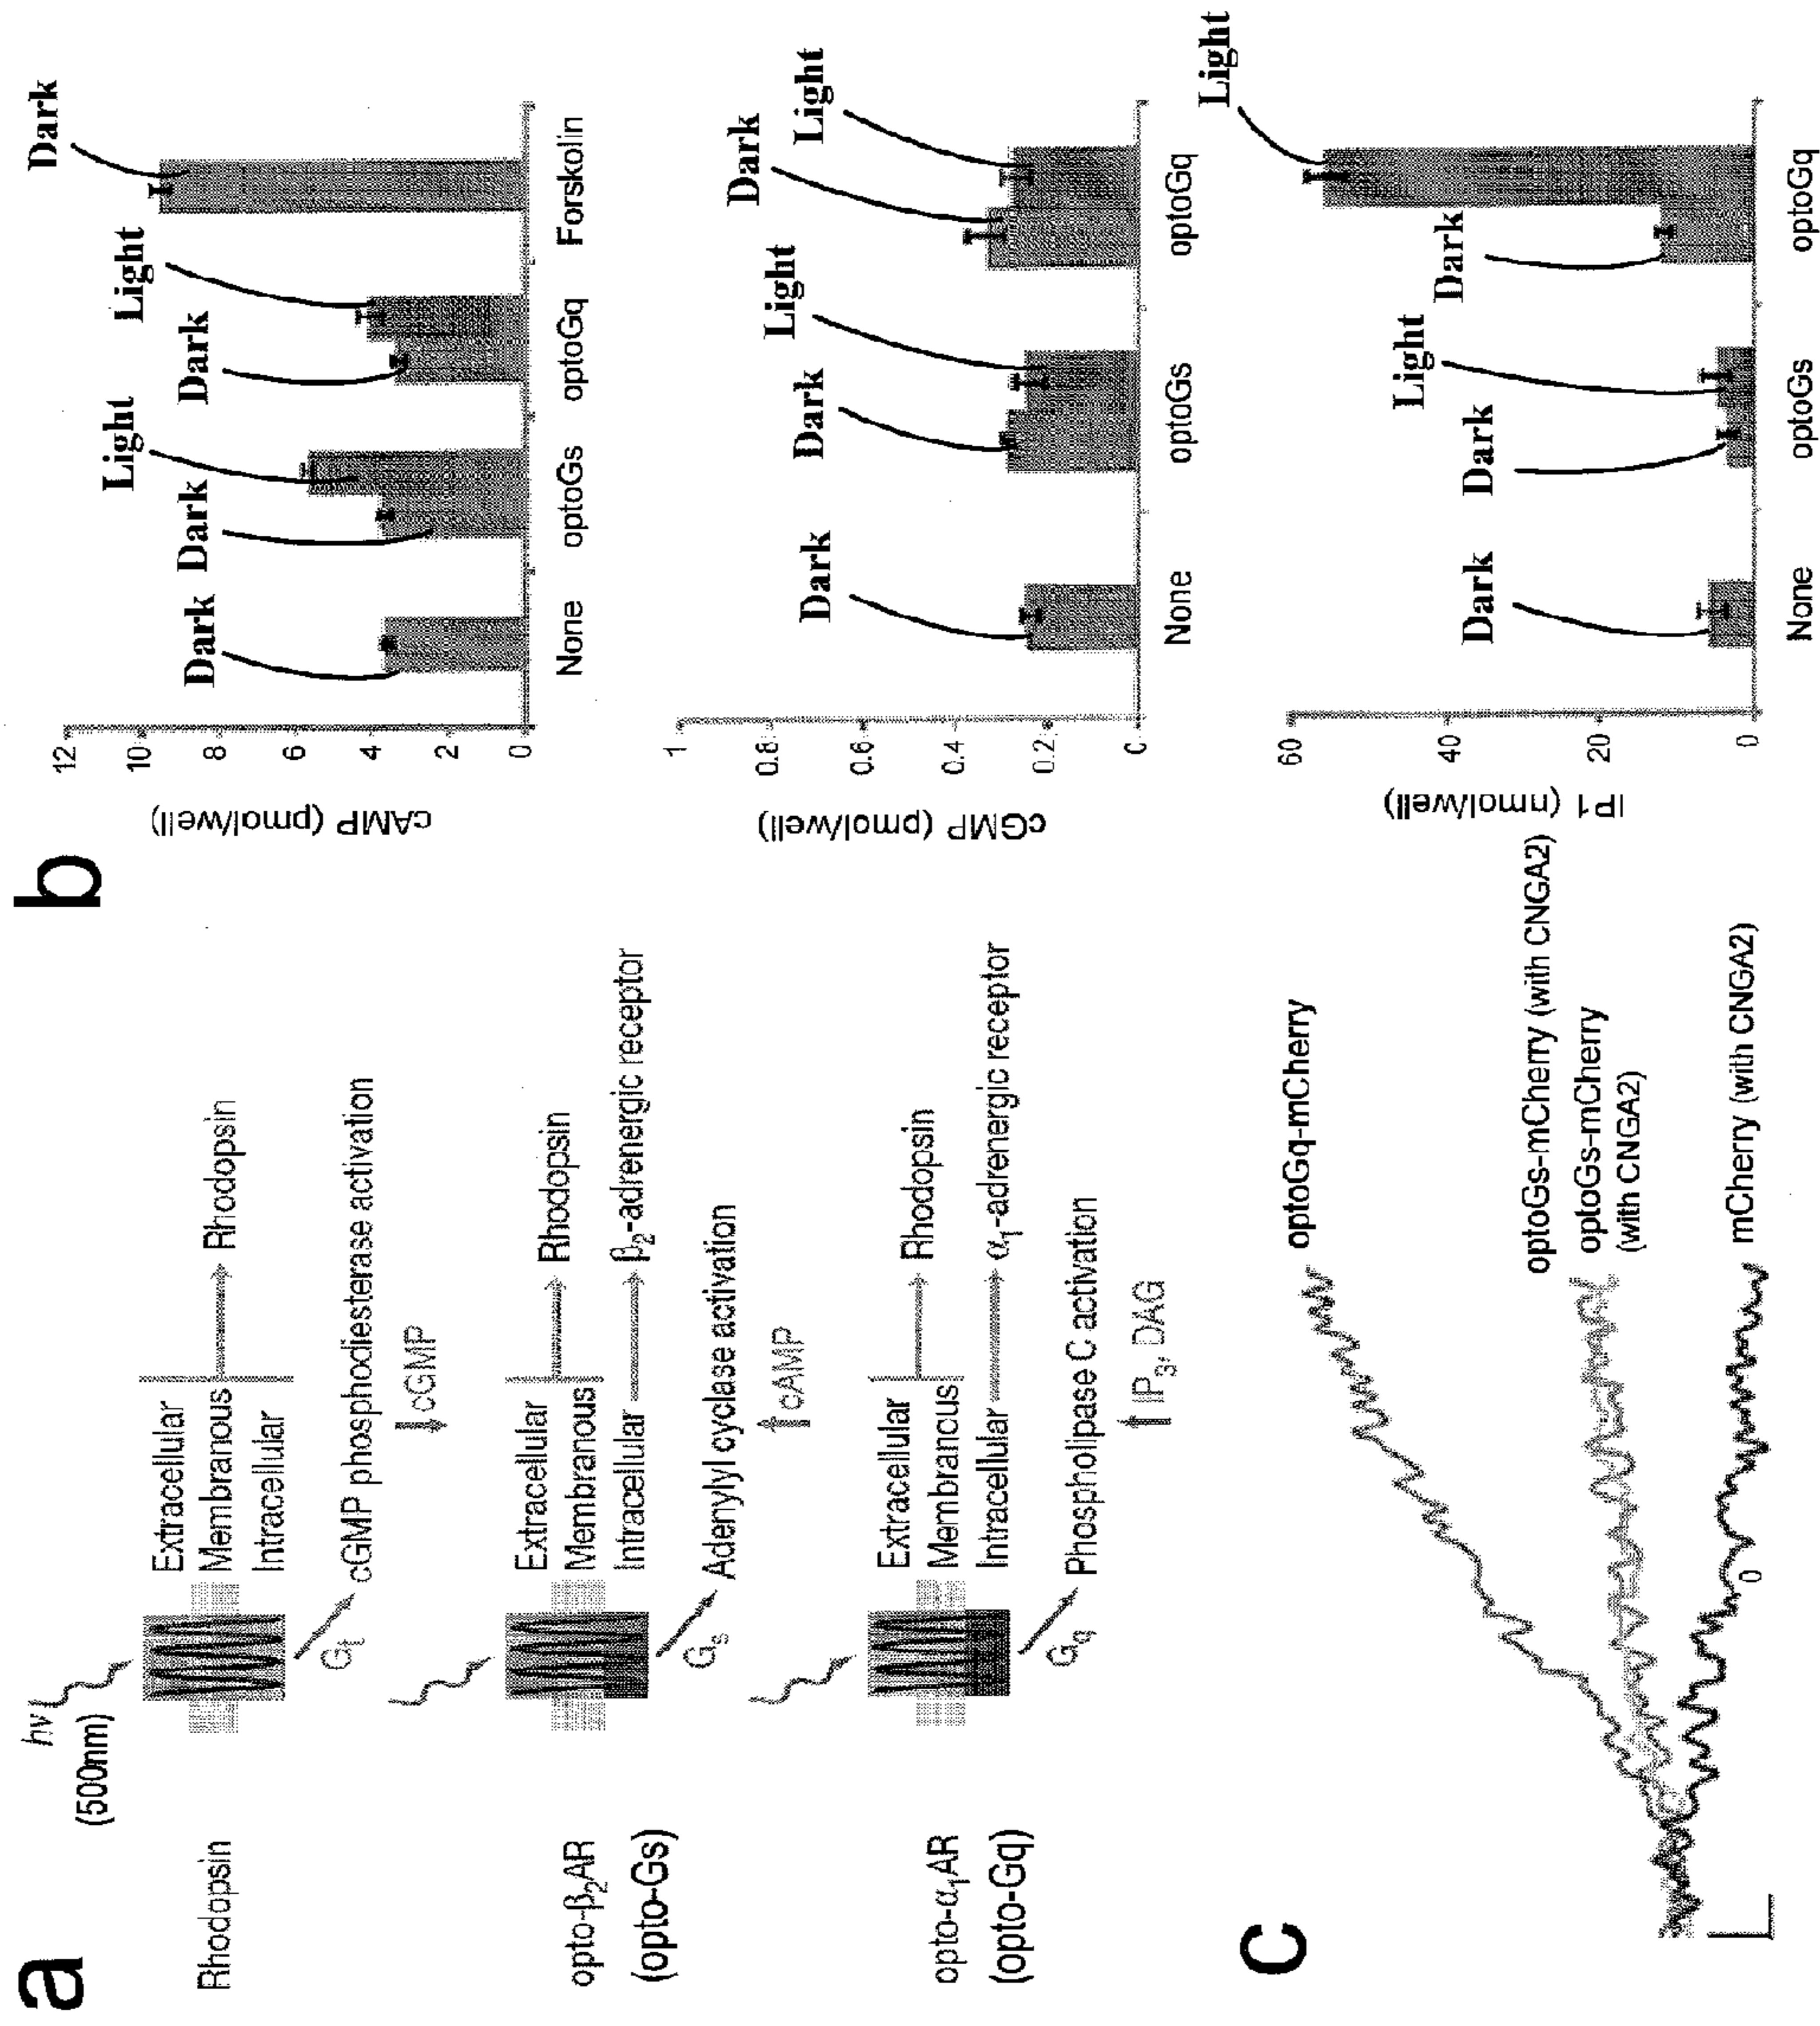 a
hν
(500nm)
Rhodopsin
Extracellular
Membranous
Intracellular
Rhodopsin
Gt
cGMP phosphodiesterase activation
↓cGMP
opto-β2AR
(opto-Gs)
Extracellular
Membranous
Intracellular
Rhodopsin
β2-adrenergic receptor
Gs
Adenylyl cyclase activation
↑cAMP
opto-α1AR
(opto-Gq)
Extracellular
Membranous
Intracellular
Rhodopsin
α1-adrenergic receptor
Gq
Phospholipase C activation
↑IP3, DAG
b
cAMP (pmol/well)
12
10
8
6
4
2
0
Dark
Dark
Light
Dark
Light
Dark
None
optoGs
optoGq
Forskolin
cGMP (pmol/well)
1
0.8
0.6
0.4
0.2
0
Dark
Dark
Light
Dark
Light
None
optoGs
optoGq
IP1 (nmol/well)
60
40
20
0
Dark
Dark
Light
Dark
Light
None
optoGs
optoGq
c
optoGq-mCherry
optoGs-mCherry (with CNGA2)
optoGs-mCherry
(with CNGA2)
mCherry (with CNGA2)
0